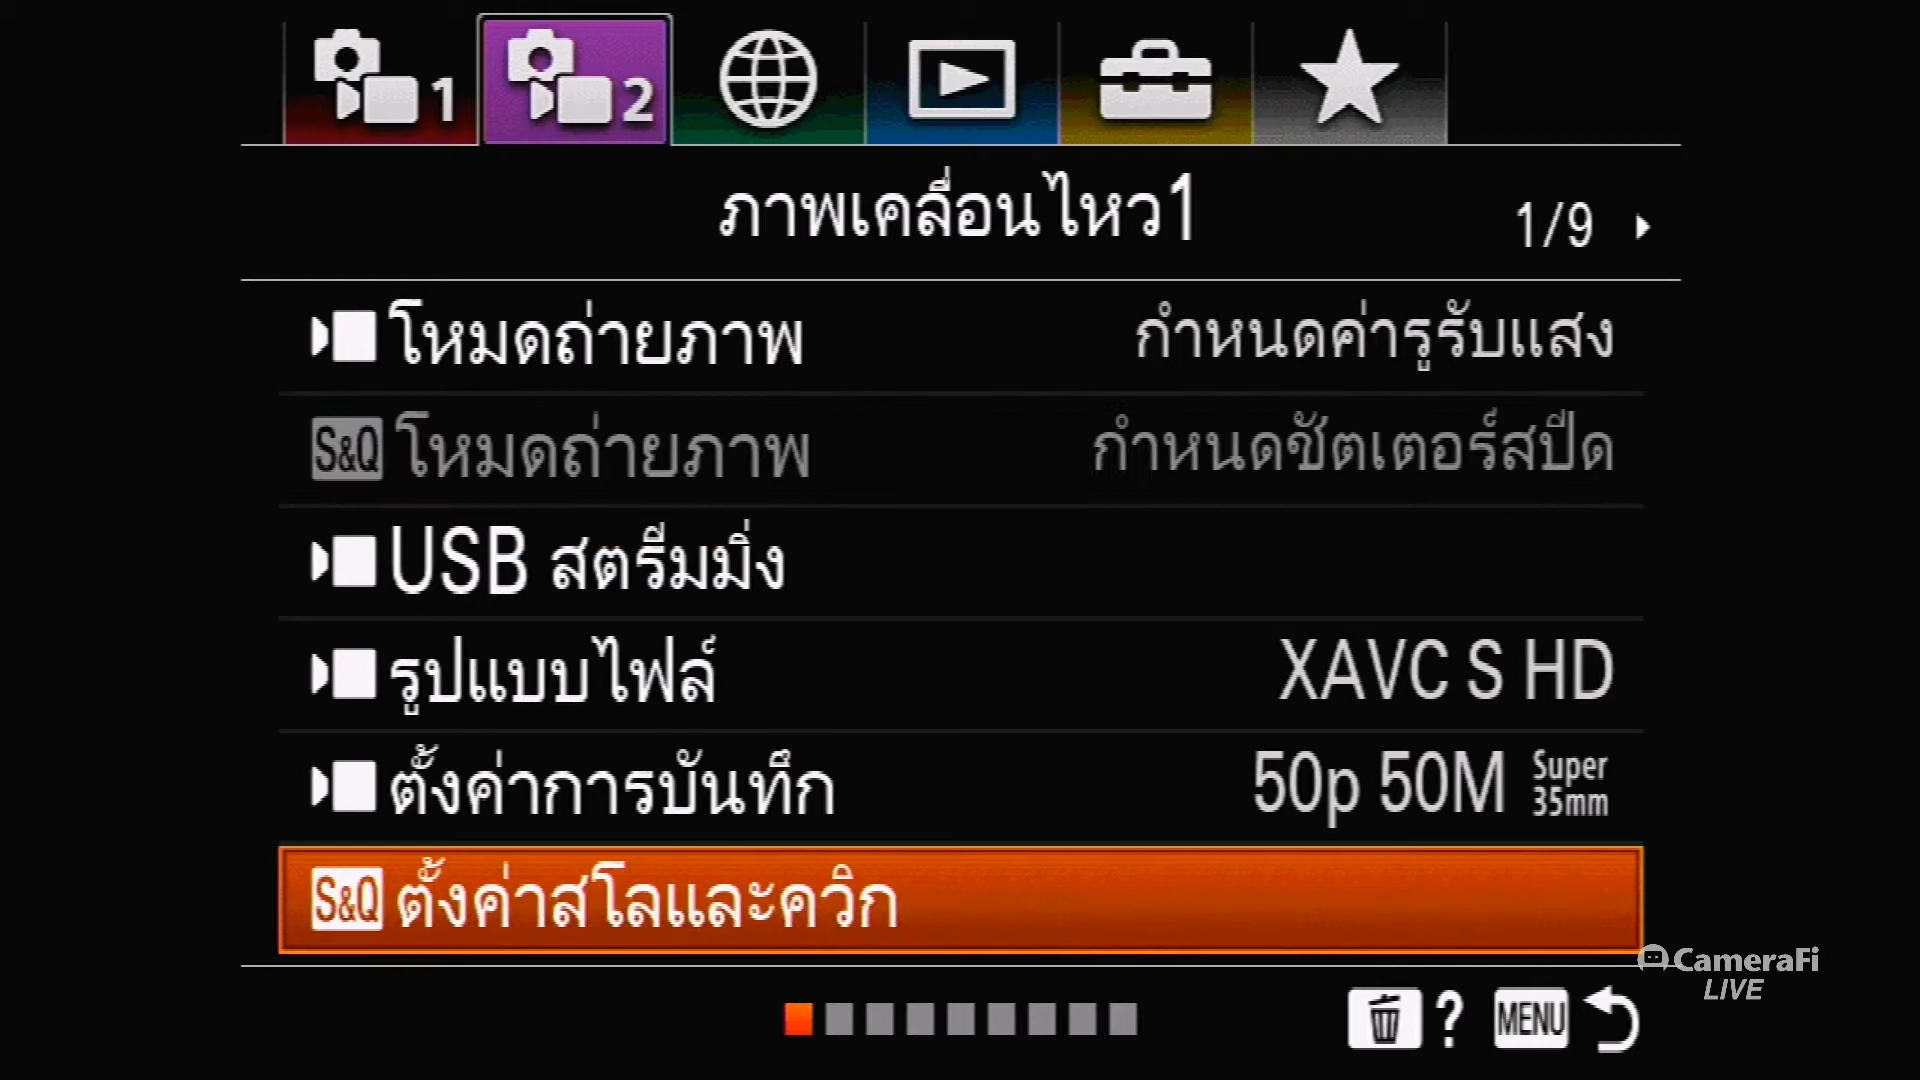 1
2
ภาพเคลื่อนไหว1
1/9
โหมดถ่ายภาพ กำหนดค่ารูรับแสง
S&Q โหมดถ่ายภาพ กำหนดชัตเตอร์สปีด
USB สตรีมมิ่ง
รูปแบบไฟล์ XAVC S HD
ตั้งค่าการบันทึก 50p 50M Super 35mm
S&Q ตั้งค่าสโลและควิก
CameraFi
LIVE
? MENU